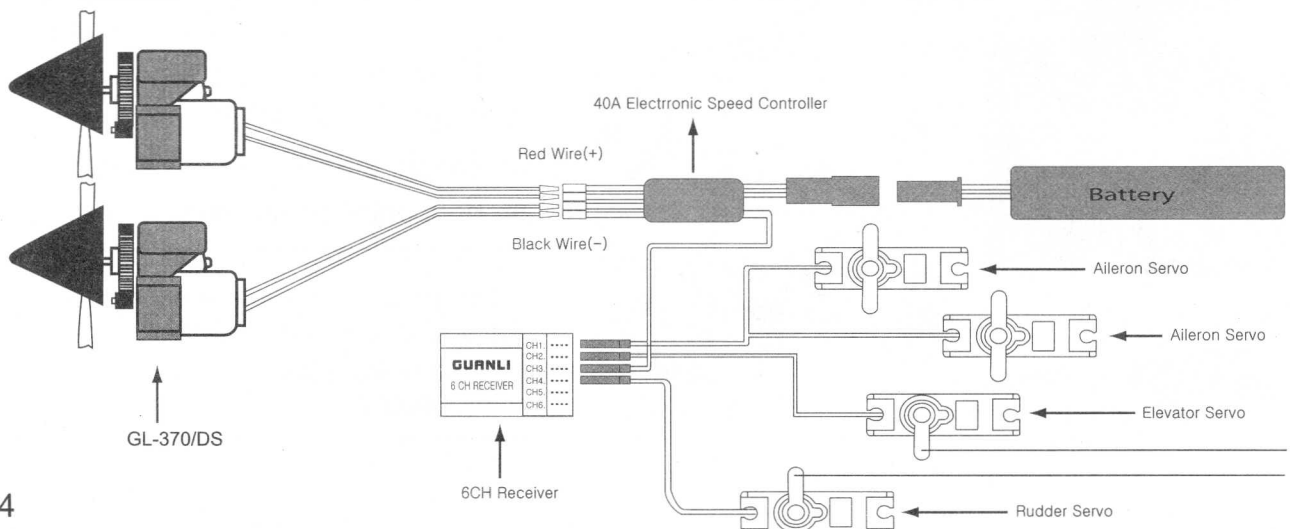 40A Electrronic Speed Controller
Red Wire(+)
Battery
Black Wire(-)
Aileron Servo
Aileron Servo
GUANLI
6 CH RECEIVER
CH1.
CH2.
CH3.
CH4.
CH5.
CH6.
Elevator Servo
GL-370/DS
6CH Receiver
Rudder Servo
4